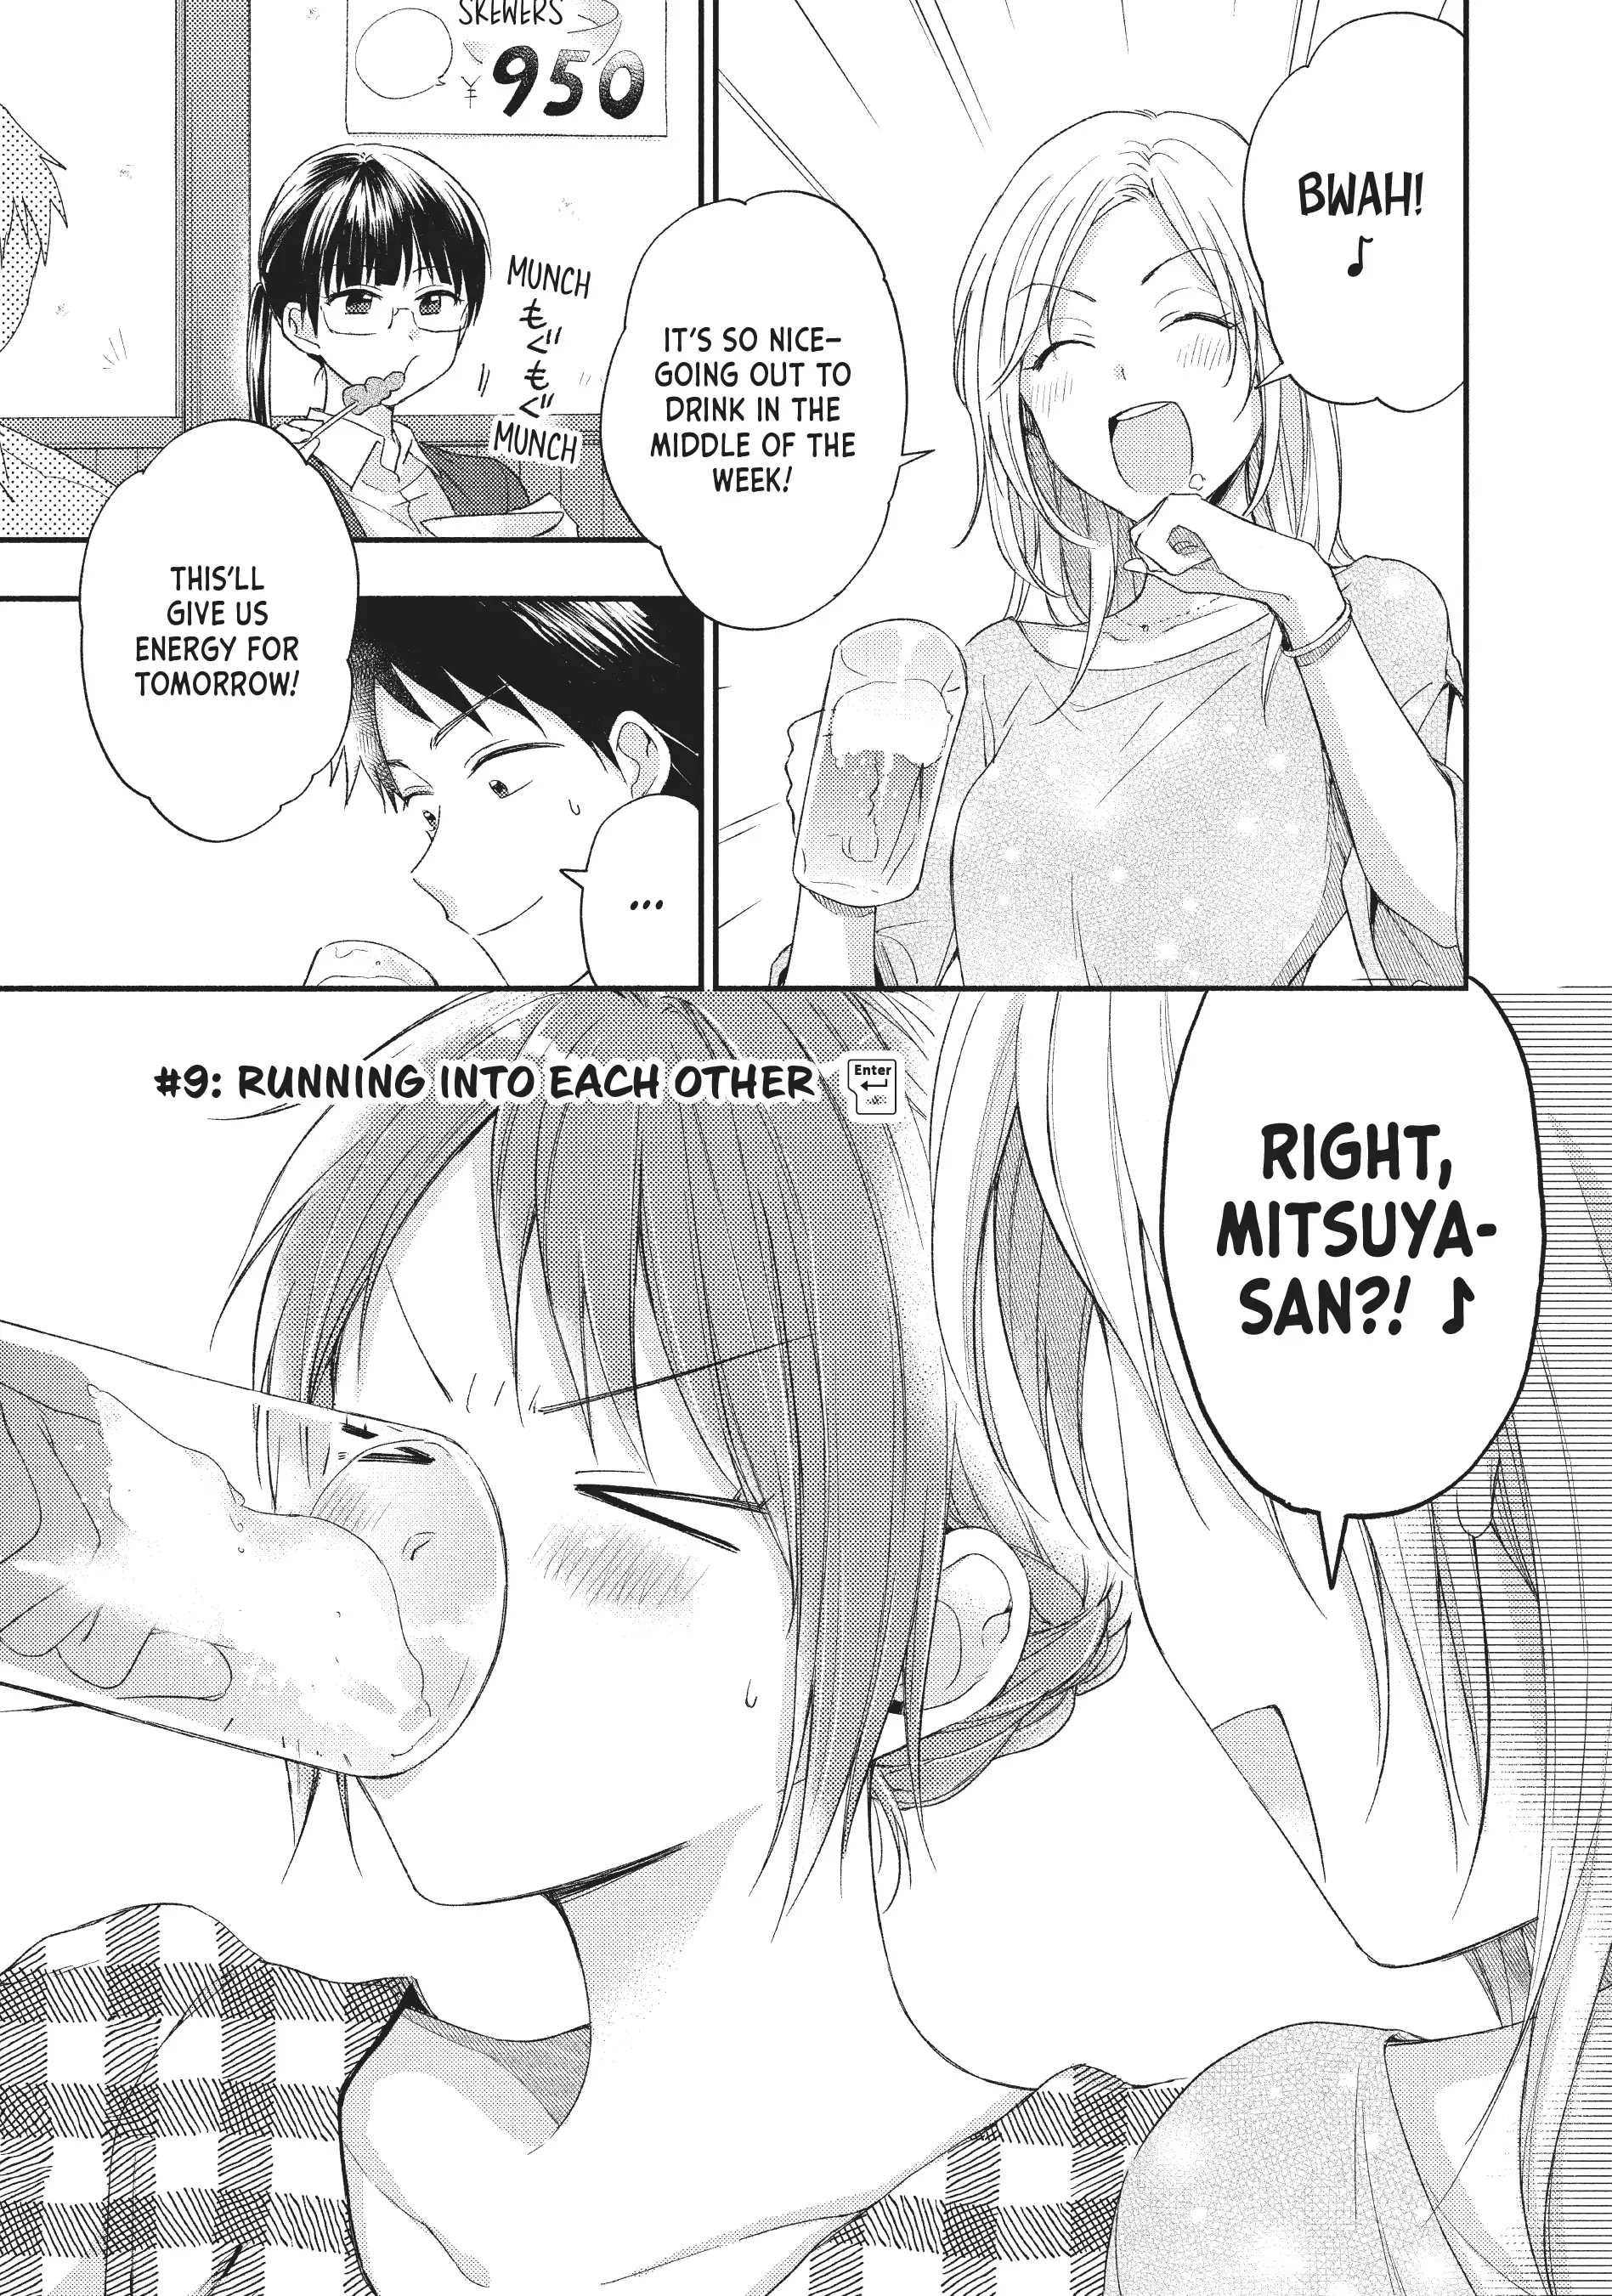 BWAH!
♪
IT'S SO NICE–
GOING OUT TO
DRINK IN THE
MIDDLE OF THE
WEEK!
SKEWERS
¥950
MUNCH
もぐ
もぐ
MUNCH
THIS'LL
GIVE US
ENERGY FOR
TOMORROW!
...
#9: RUNNING INTO EACH OTHER
Enter
RIGHT,
MITSUYA-
SAN?! ♪